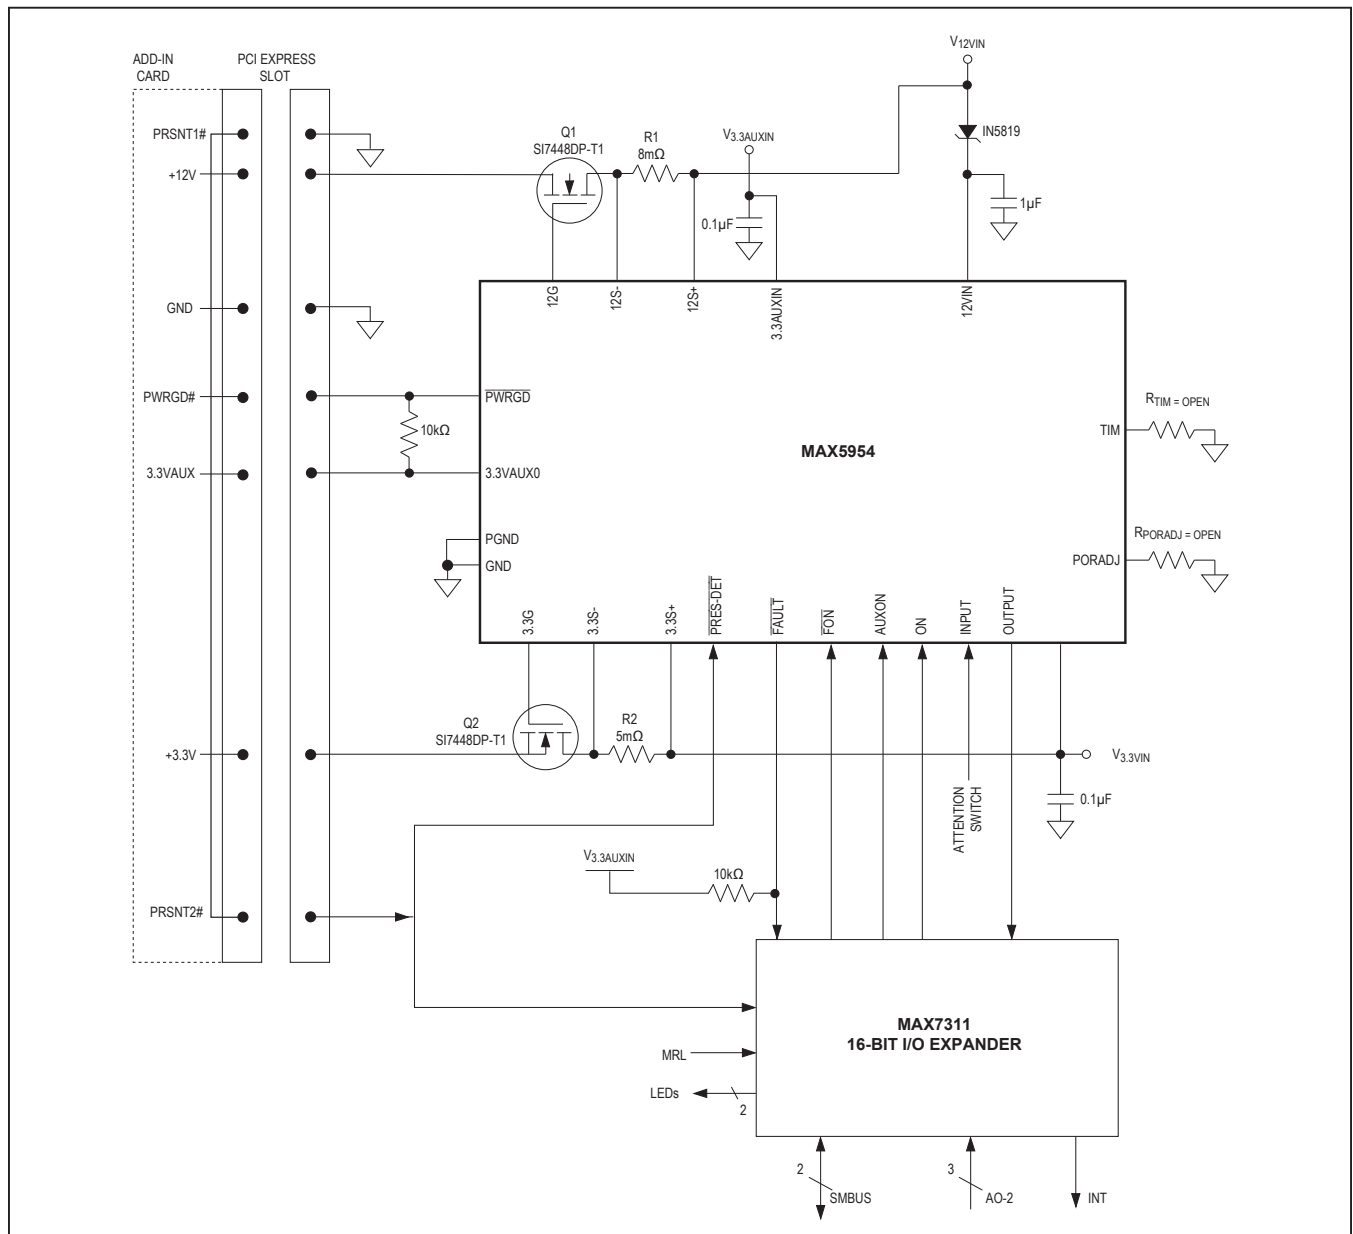 V12VIN
ADD-IN
CARD
PCI EXPRESS
SLOT
IN5819
PRSNT1#
Q1
SI7448DP-T1
R1
8mΩ
V3.3AUXIN
+12V
1µF
0.1µF
12G
12S-
12S+
3.3AUXIN
12VIN
GND
PWRGD#
PWRGD
RTIM = OPEN
10kΩ
TIM
MAX5954
3.3VAUX
3.3VAUX0
PGND
GND
RPORADJ = OPEN
PORADJ
3.3G
3.3S-
3.3S+
PRES-DET
FAULT
FON
AUXON
ON
INPUT
OUTPUT
Q2
SI7448DP-T1
R2
5mΩ
+3.3V
V3.3VIN
0.1µF
ATTENTION
SWITCH
V3.3AUXIN
10kΩ
PRSNT2#
MAX7311
16-BIT I/O EXPANDER
MRL
LEDs
2
2
SMBUS
3
AO-2
INT